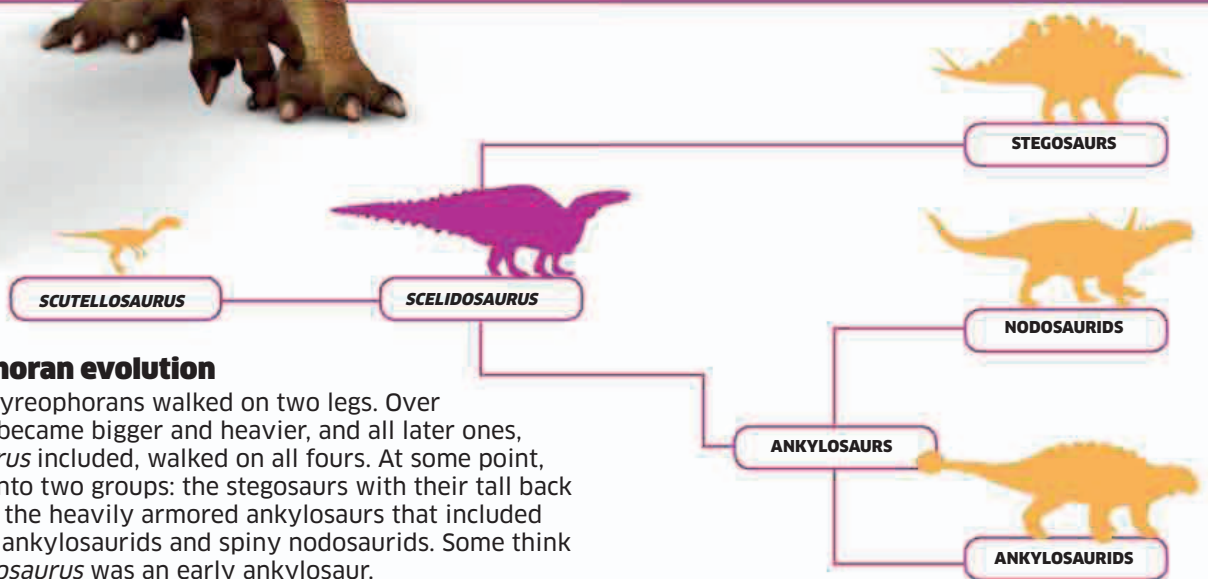 STEGOSAURS
SCUTELLOSAURUS
SCELIDOSAURUS
NODOSAURIDS
ANKYLOSAURS
ANKYLOSAURIDS
horan evolution
yreophorans walked on two legs. Over
became bigger and heavier, and all later ones,
rus included, walked on all fours. At some point,
nto two groups: the stegosaurs with their tall back
the heavily armored ankylosaurs that included
ankylosaurids and spiny nodosaurids. Some think
osaurus was an early ankylosaur.